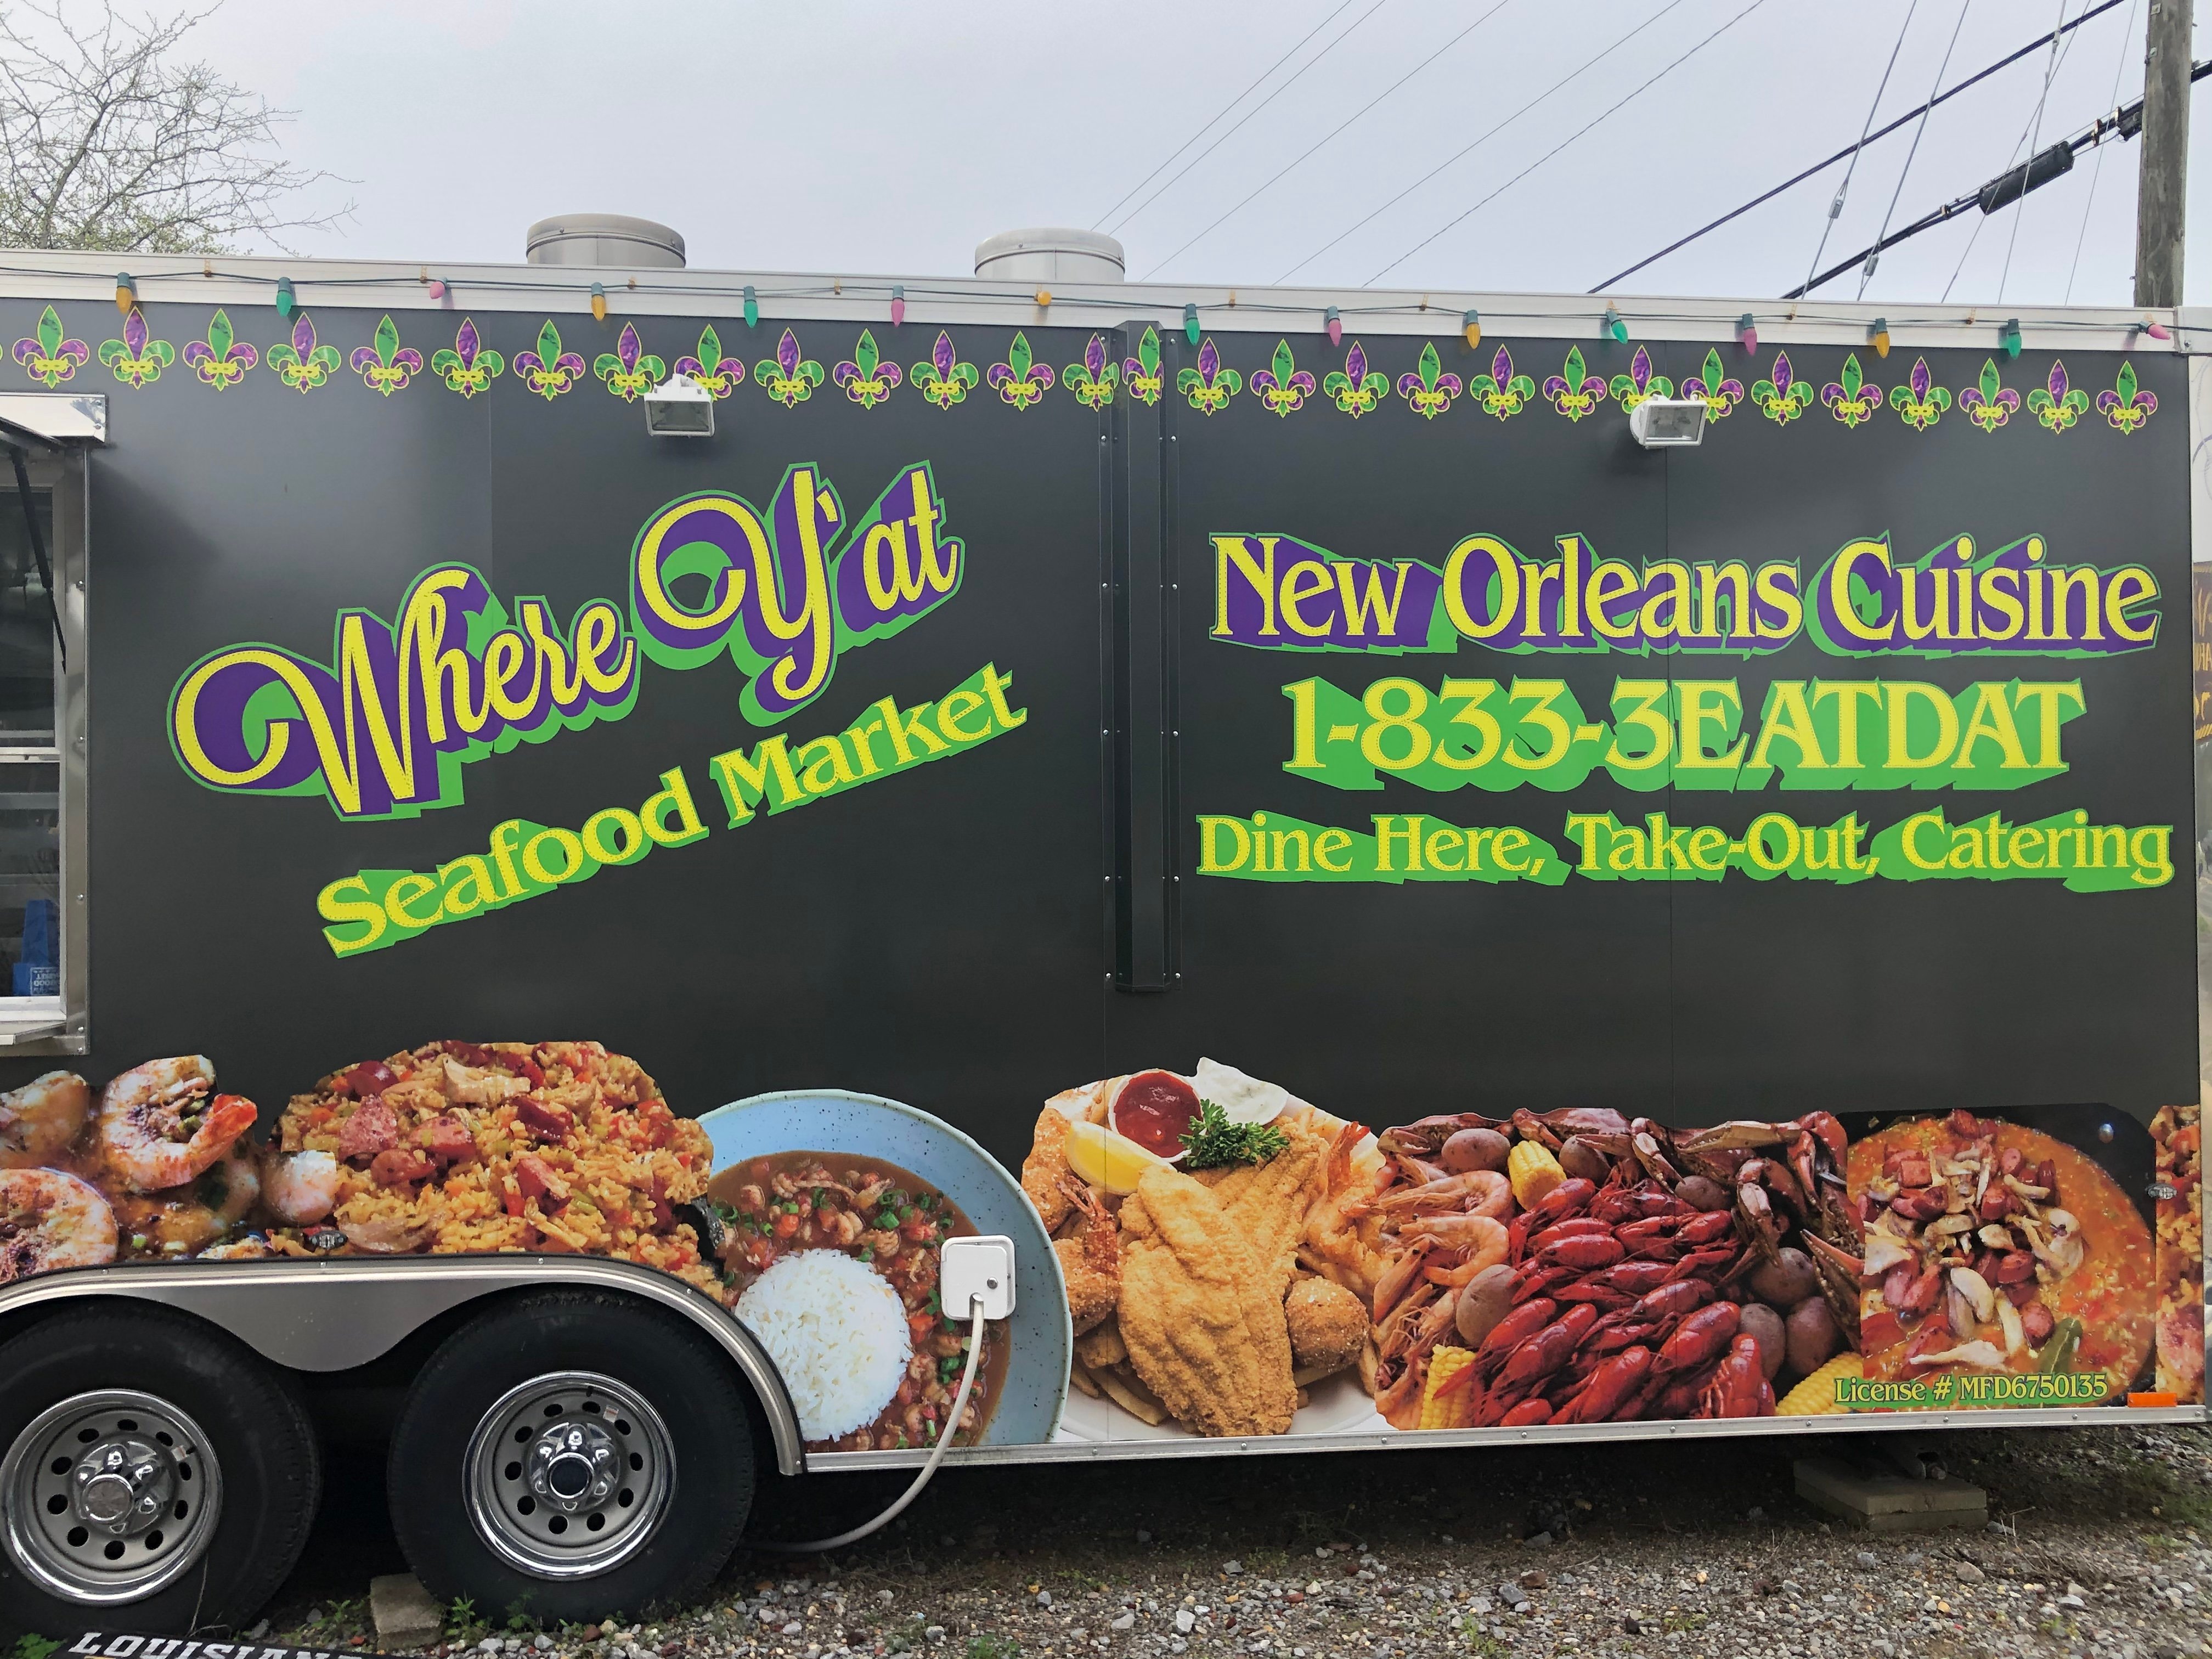 Where Y'at
Seafood Market
New Orleans Cuisine
1-833-3EATDAT
Dine Here, Take-Out, Catering
License # MFD6750135